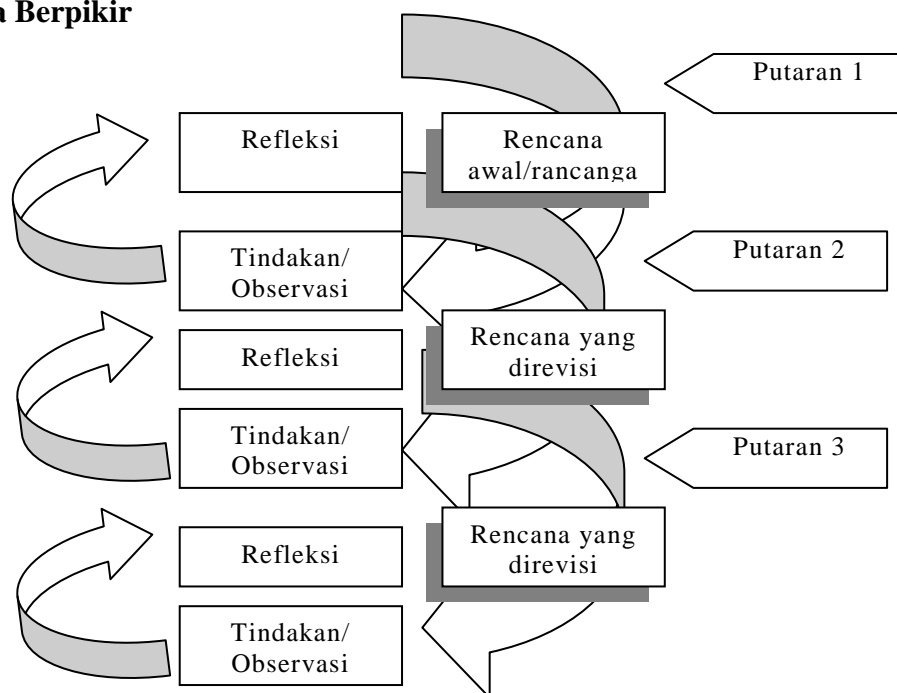 a Berpikir
Putaran 1
Refleksi
Rencana
awal/rancanga
Tindakan/
Observasi
Putaran 2
Refleksi
Rencana yang
direvisi
Tindakan/
Observasi
Putaran 3
Refleksi
Rencana yang
direvisi
Tindakan/
Observasi